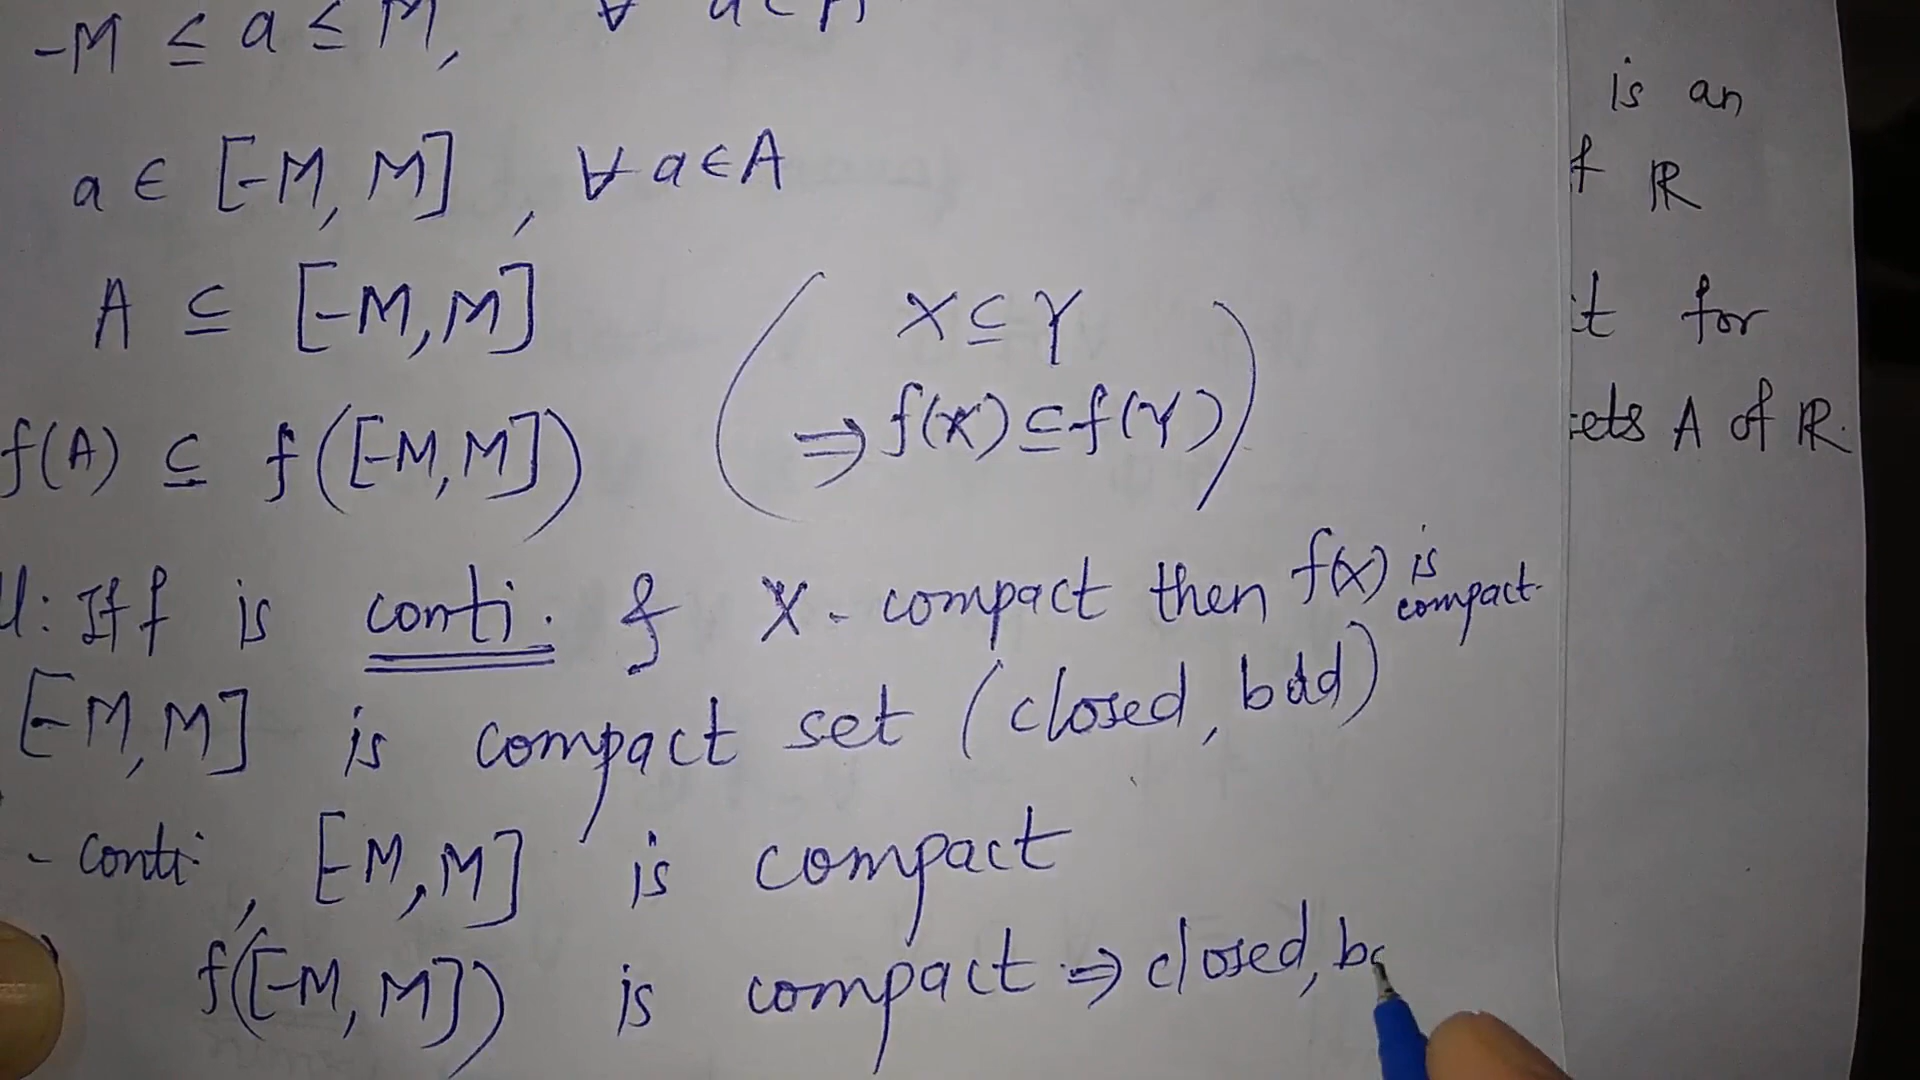 -M ≤ a ≤ M, ∀ a ∈ A
a ∈ [-M, M], ∀ a ∈ A
A ⊆ [-M, M]
f(A) ⊆ f([-M, M])
( X ⊆ Y
⇒ f(X) ⊆ f(Y) )
If f is conti. & X - compact then f(X) is compact.
[-M, M] is compact set (closed, bdd)
- conti, [-M, M] is compact
f([-M, M]) is compact ⇒ closed, bd
is an
f ℝ
t for
ets A of ℝ.